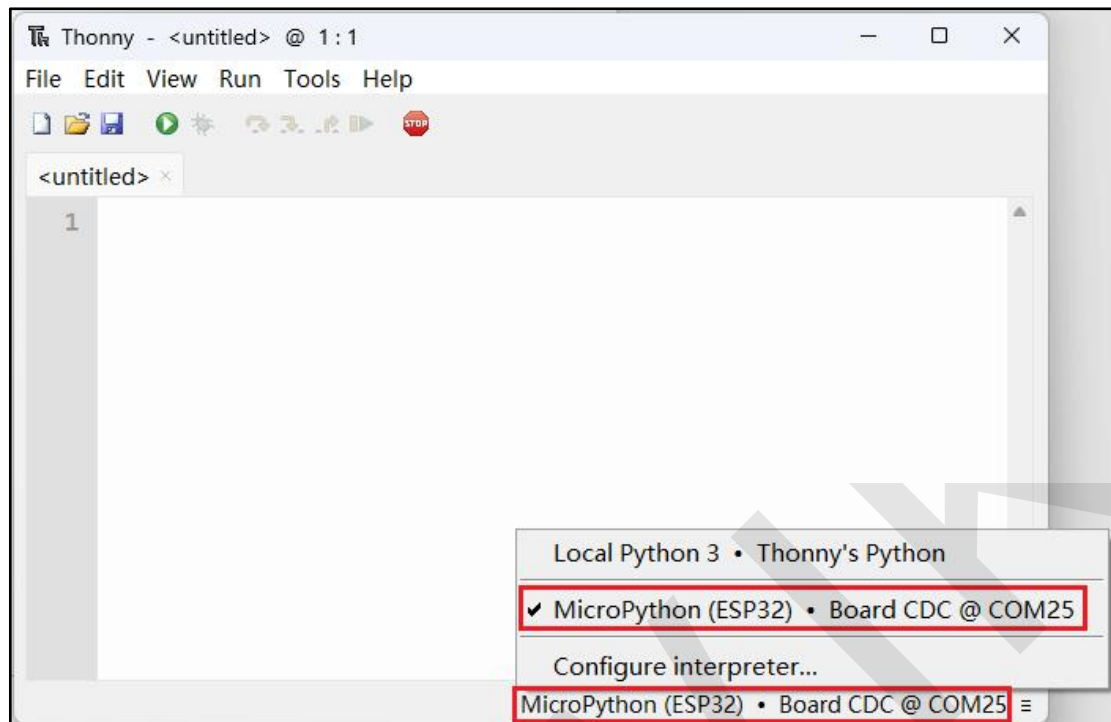 Thonny - <untitled> @ 1:1
File Edit View Run Tools Help
STOP
<untitled> ×
1
Local Python 3 • Thonny's Python
✔ MicroPython (ESP32) • Board CDC @ COM25
Configure interpreter...
MicroPython (ESP32) • Board CDC @ COM25 ≡